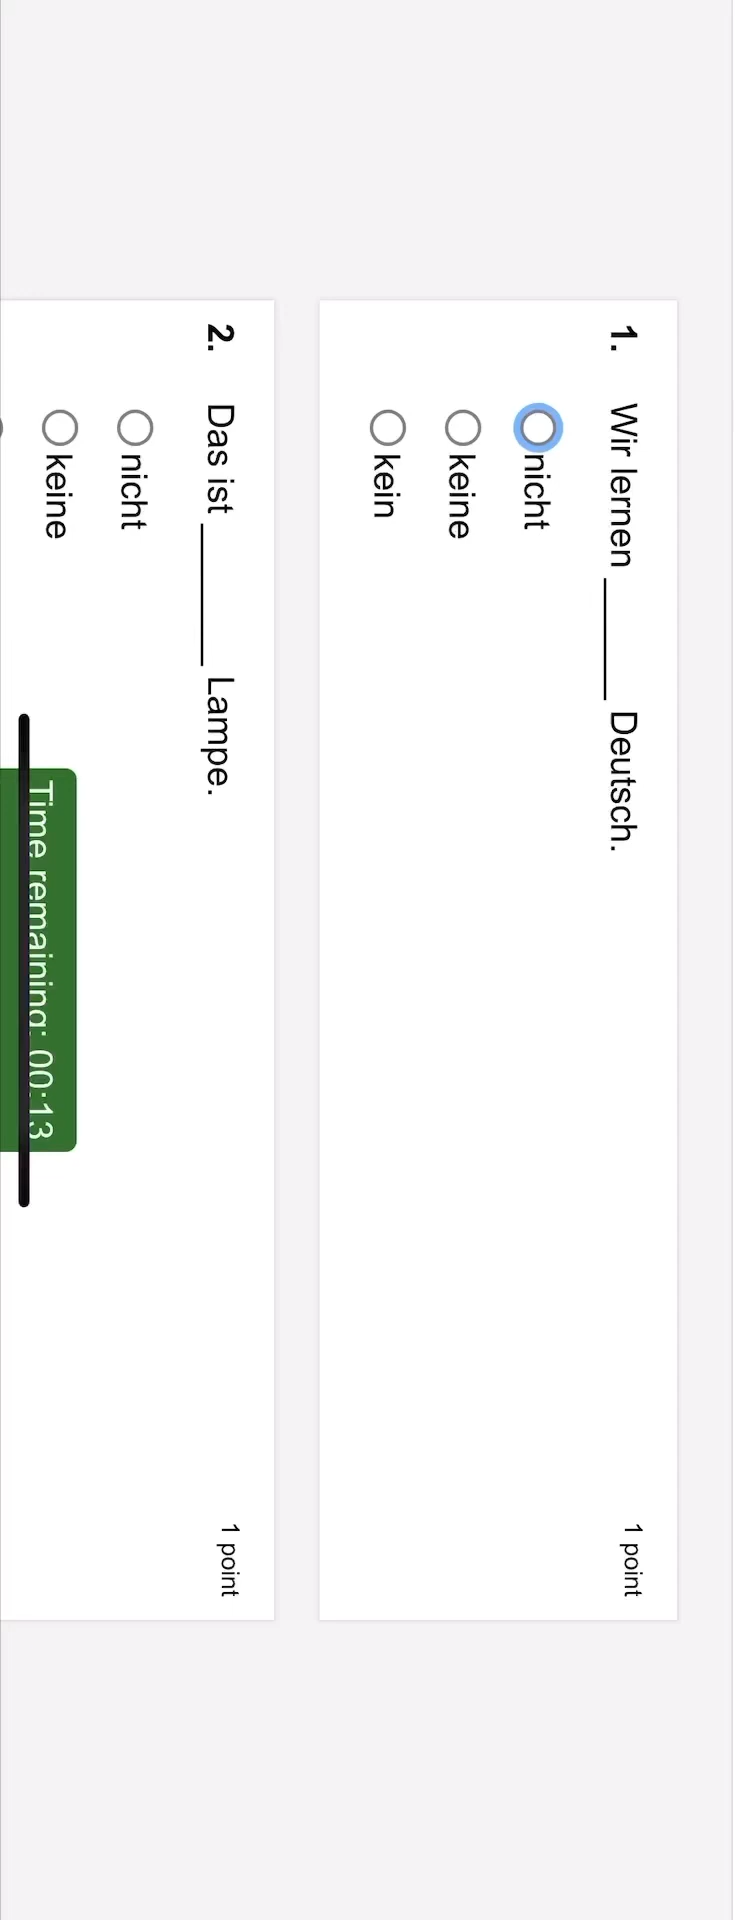 1. Wir lernen ______ Deutsch.
1 point
nicht
keine
kein
2. Das ist _______ Lampe.
1 point
nicht
keine
Time remaining: 00:13